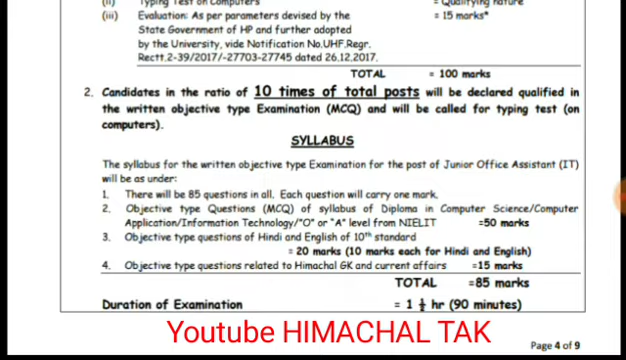 (ii) Typing Test on Computers = Qualifying nature
(iii) Evaluation: As per parameters devised by the = 15 marks*
State Government of HP and further adopted
by the University, vide Notification No.UHF.Regr.
Rectt.2-39/2017/-27703-27745 dated 26.12.2017.
TOTAL = 100 marks
2. Candidates in the ratio of 10 times of total posts will be declared qualified in
the written objective type Examination (MCQ) and will be called for typing test (on
computers).
SYLLABUS
The syllabus for the written objective type Examination for the post of Junior Office Assistant (IT)
will be as under:
1. There will be 85 questions in all. Each question will carry one mark.
2. Objective type Questions (MCQ) of syllabus of Diploma in Computer Science/Computer
Application/Information Technology/"O" or "A" level from NIELIT =50 marks
3. Objective type questions of Hindi and English of 10th standard
= 20 marks (10 marks each for Hindi and English)
4. Objective type questions related to Himachal GK and current affairs =15 marks
TOTAL =85 marks
Duration of Examination = 1 ½ hr (90 minutes)
Youtube HIMACHAL TAK
Page 4 of 9